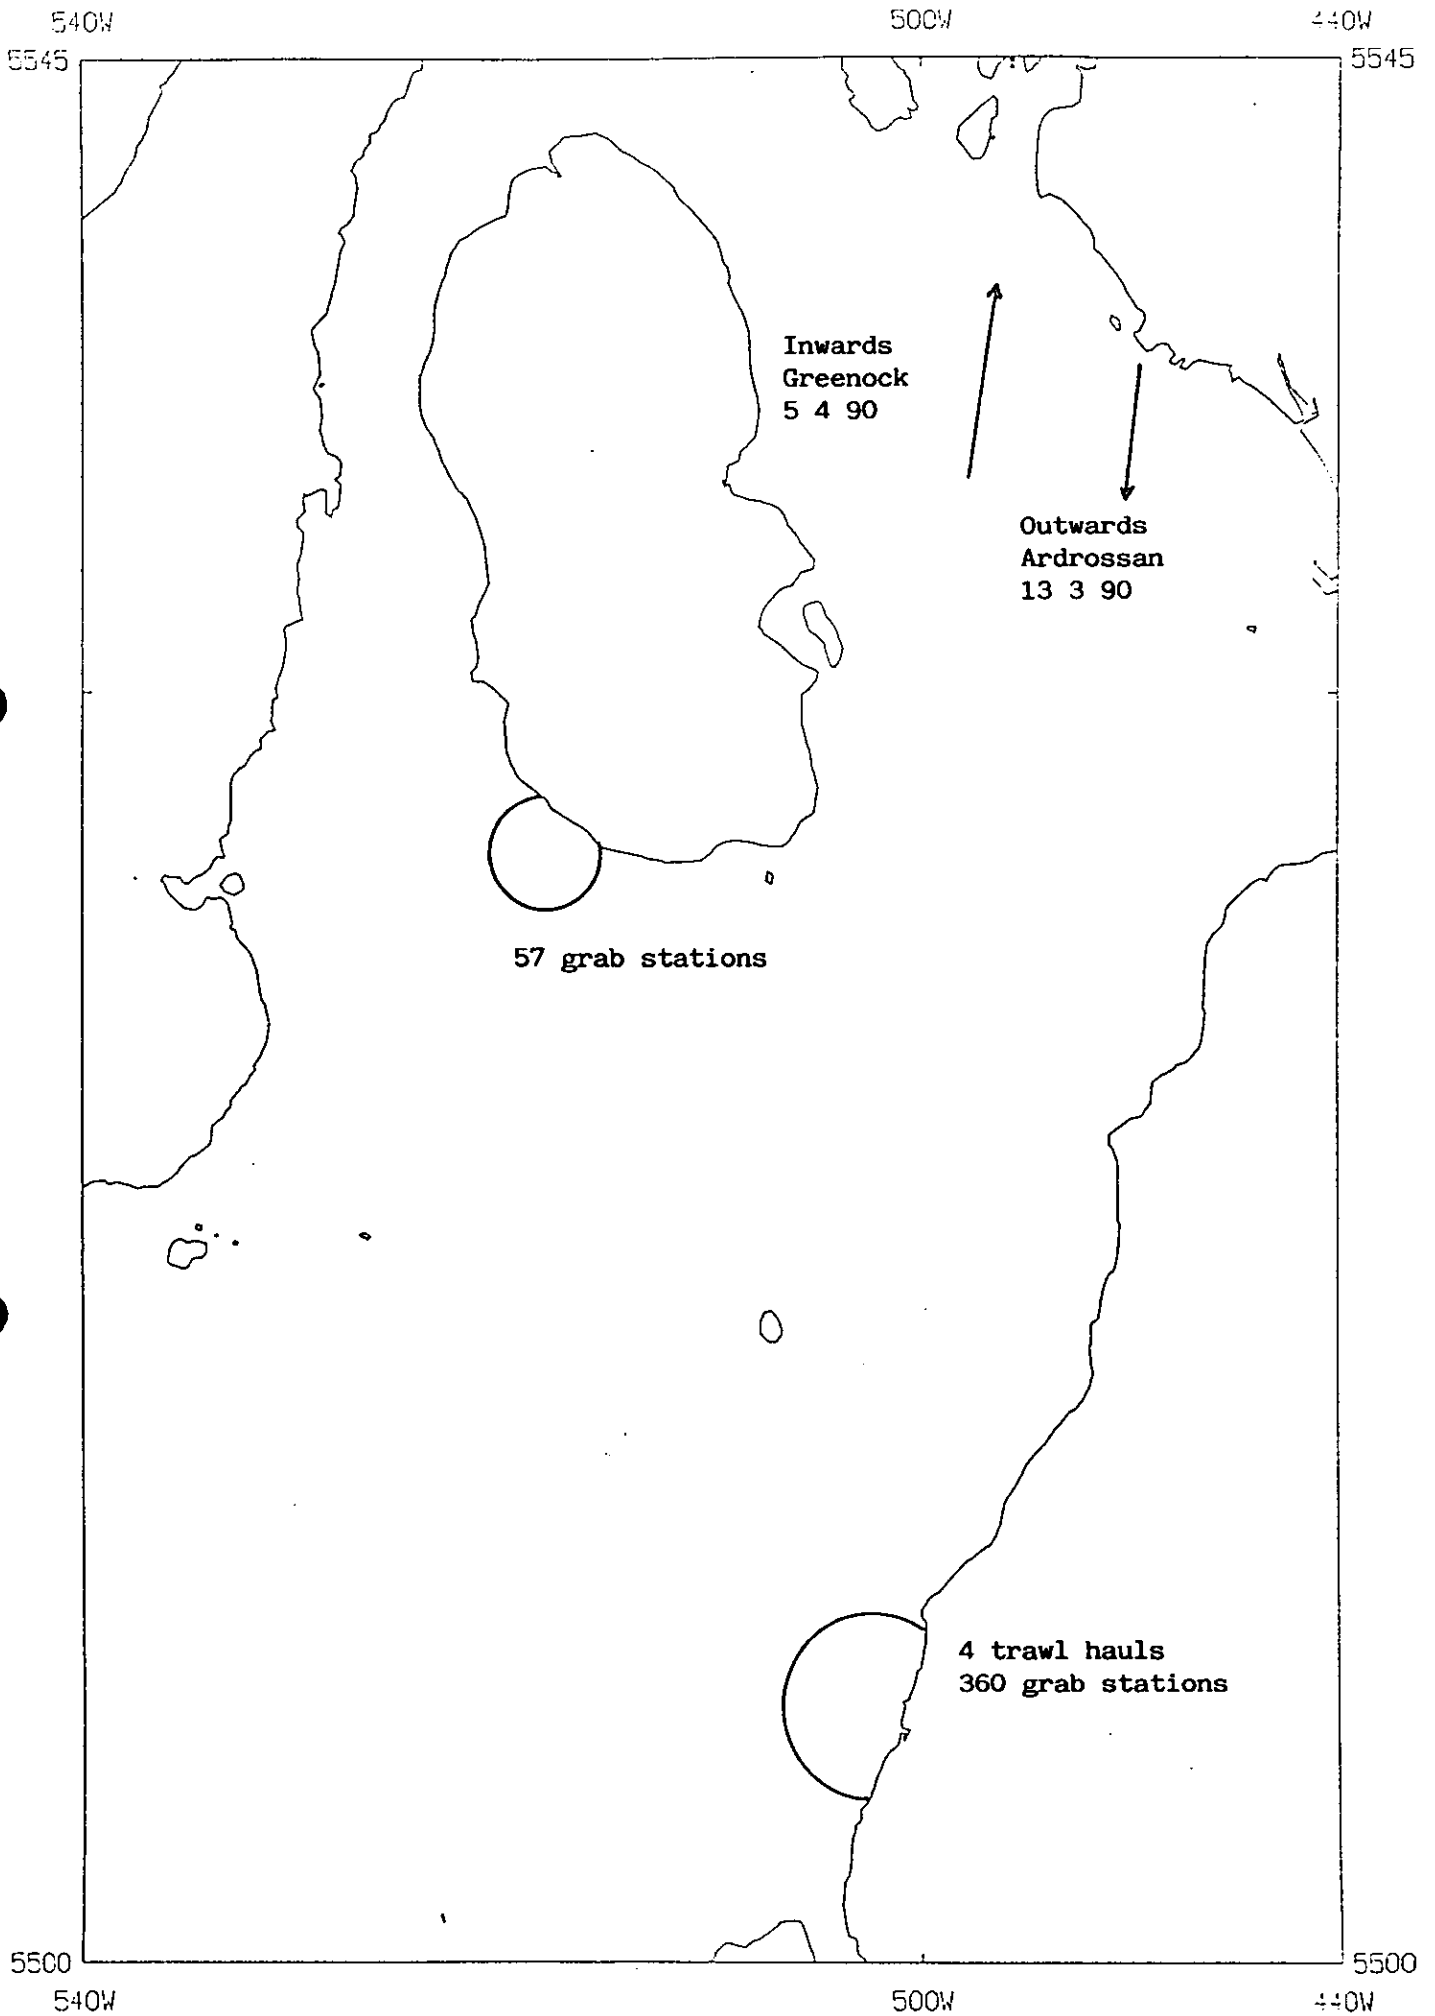 540W 500W 440W
5545 5545
Inwards
Greenock
5 4 90
Outwards
Ardrossan
13 3 90
57 grab stations
4 trawl hauls
360 grab stations
5500 5500
540W 500W 440W